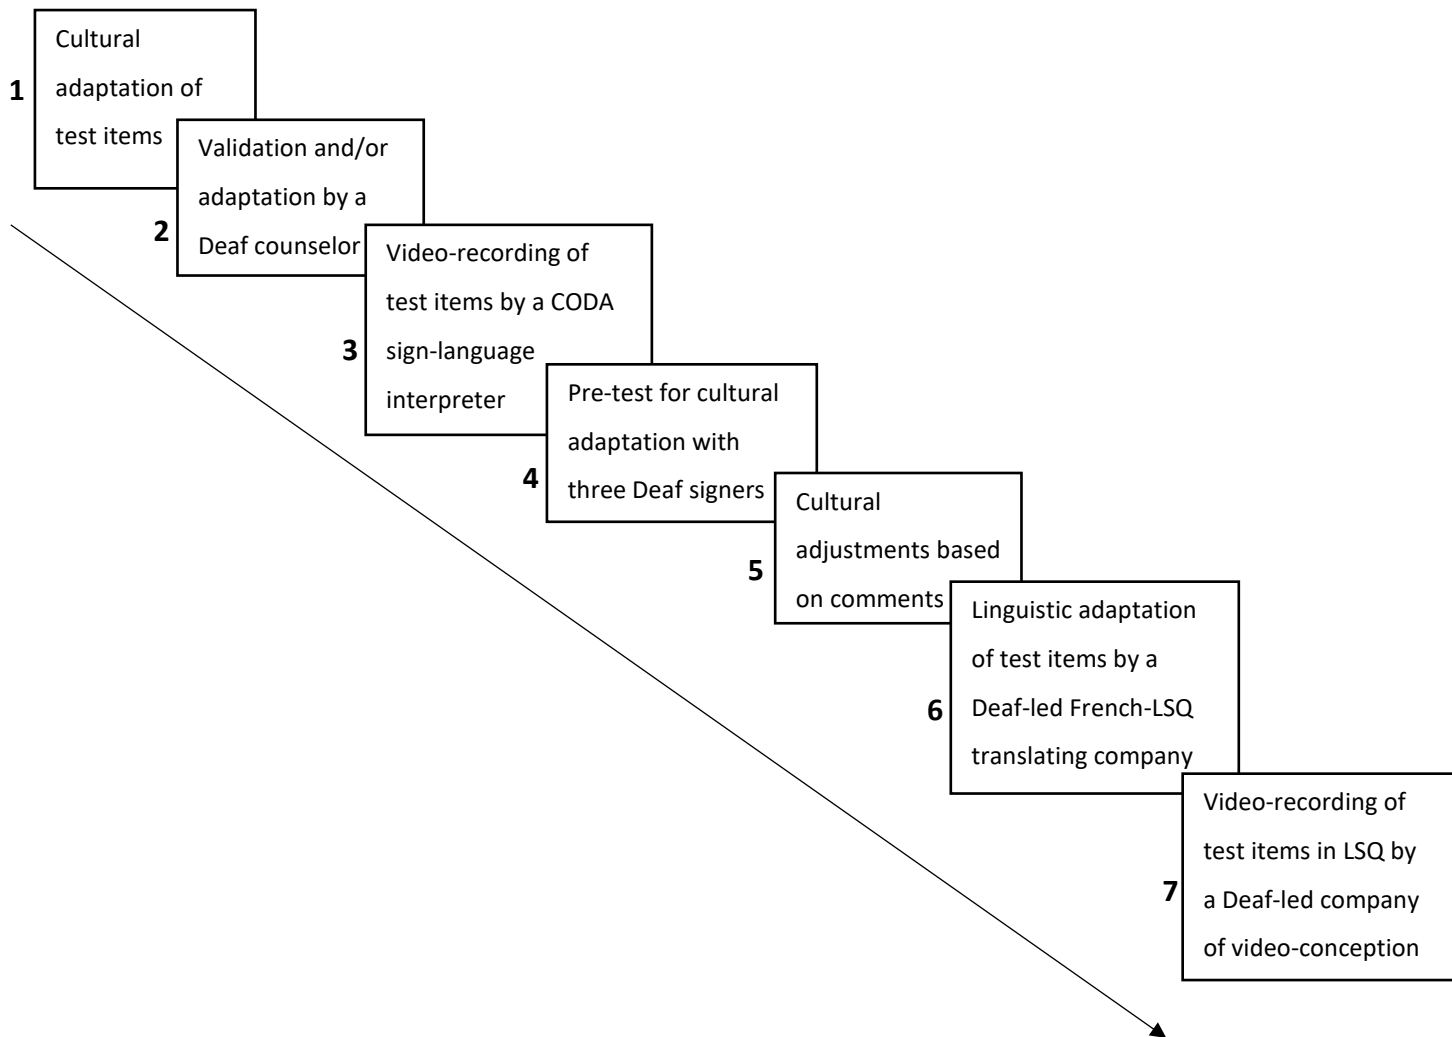 1
Cultural
adaptation of
test items
2
Validation and/or
adaptation by a
Deaf counselor
3
Video-recording of
test items by a CODA
sign-language
interpreter
4
Pre-test for cultural
adaptation with
three Deaf signers
5
Cultural
adjustments based
on comments
6
Linguistic adaptation
of test items by a
Deaf-led French-LSQ
translating company
7
Video-recording of
test items in LSQ by
a Deaf-led company
of video-conception